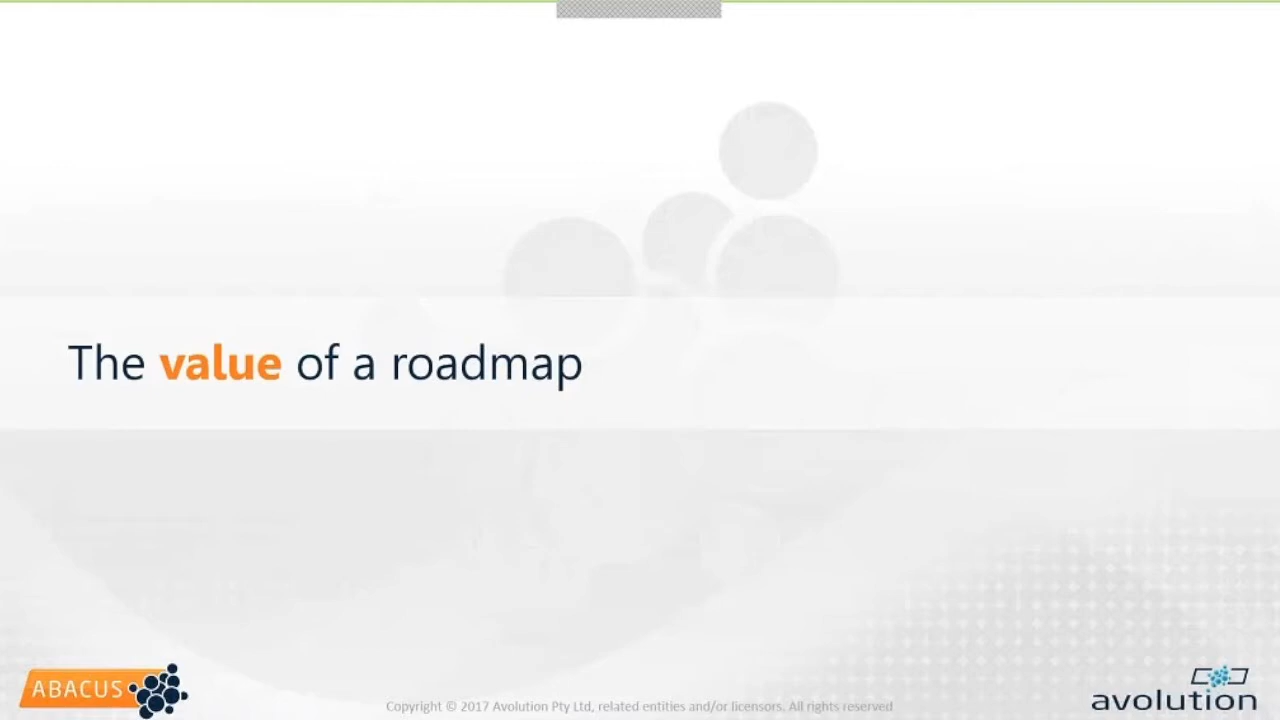 The value of a roadmap
ABACUS
Copyright © 2017 Avolution Pty Ltd, related entities and/or licensors. All rights reserved
avolution